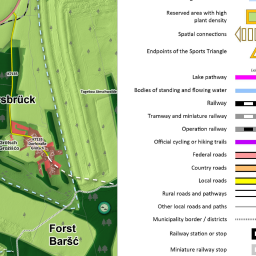 Reserved area with high
plant density
Spatial connections
Endpoints of the Sports Triangle
Lake pathway
Bodies of standing and flowing water
Railway
Tramway and miniature railway
Operation railway
Official cycling or hiking trails
Federal roads
Country roads
Local roads
Rural roads and pathways
Other local roads and paths
Municipality border / districts
Railway station or stop
Miniature railway stop
rsbrück
Forst
Baršć